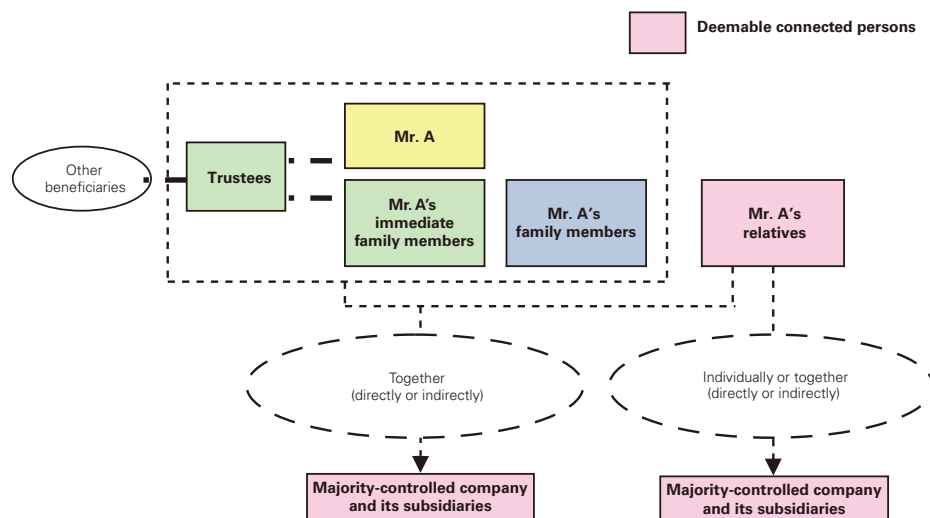 Deemable connected persons
Mr. A
Other
beneficiaries
Trustees
Mr. A's
immediate
family members
Mr. A's
family members
Mr. A's
relatives
Together
(directly or indirectly)
Individually or together
(directly or indirectly)
Majority-controlled company
and its subsidiaries
Majority-controlled company
and its subsidiaries